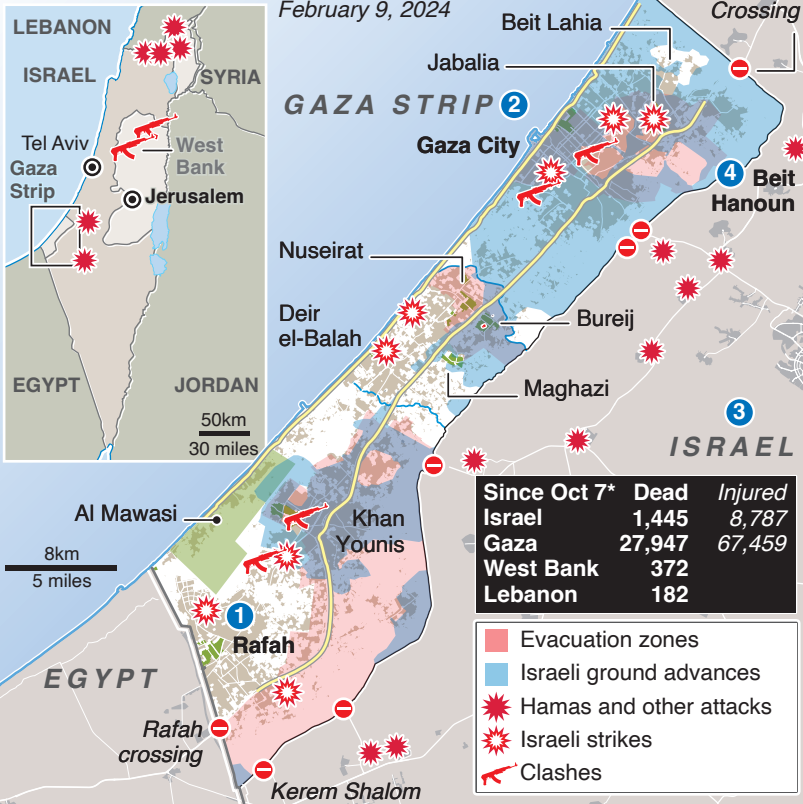 February 9, 2024
Crossing
LEBANON
ISRAEL
SYRIA
Tel Aviv
West
Bank
Gaza
Strip
Jerusalem
EGYPT
JORDAN
50km
30 miles
Beit Lahia
Jabalia
GAZA STRIP 2
Gaza City
4 Beit
Hanoun
Nuseirat
Deir
el-Balah
Bureij
Maghazi
3
ISRAEL
Al Mawasi
Khan
Younis
8km
5 miles
1
Rafah
EGYPT
Rafah
crossing
Kerem Shalom
Since Oct 7* Dead Injured
Israel 1,445 8,787
Gaza 27,947 67,459
West Bank 372
Lebanon 182
Evacuation zones
Israeli ground advances
Hamas and other attacks
Israeli strikes
Clashes